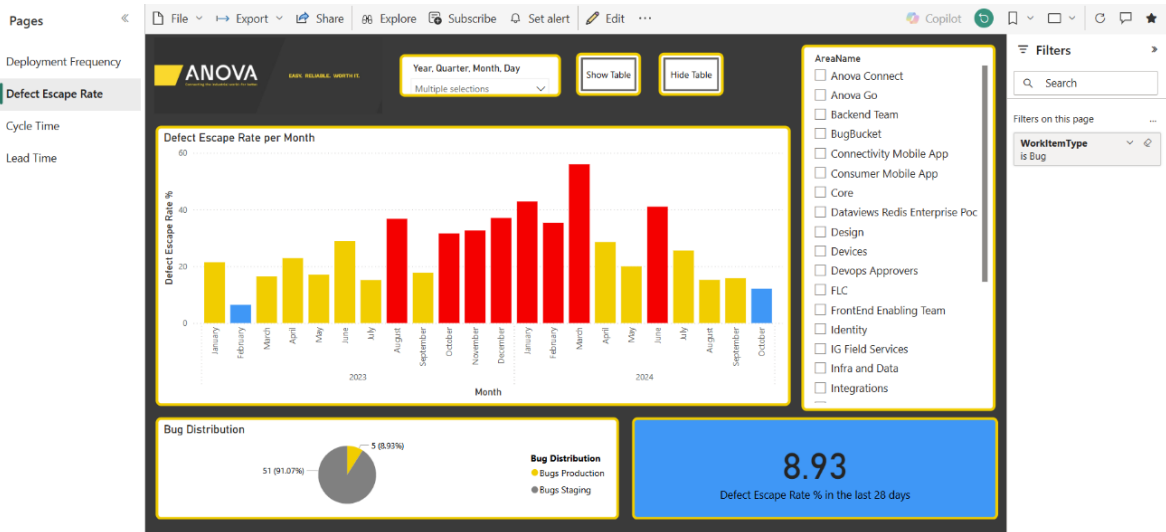 Pages
Deployment Frequency
Defect Escape Rate
Cycle Time
Lead Time
File
Export
Share
Explore
Subscribe
Set alert
Edit
Copilot
ANOVA
EASY. RELIABLE. WORTH IT.
Year, Quarter, Month, Day
Multiple selections
Show Table
Hide Table
Defect Escape Rate per Month
Defect Escape Rate %
60
40
20
0
January
February
March
April
May
June
July
August
September
October
November
December
January
February
March
April
May
June
July
August
September
October
2023
2024
Month
AreaName
Anova Connect
Anova Go
Backend Team
BugBucket
Connectivity Mobile App
Consumer Mobile App
Core
Dataviews Redis Enterprise Poc
Design
Devices
Devops Approvers
FLC
FrontEnd Enabling Team
Identity
IG Field Services
Infra and Data
Integrations
Bug Distribution
5 (8.93%)
51 (91.07%)
Bug Distribution
Bugs Production
Bugs Staging
8.93
Defect Escape Rate % in the last 28 days
Filters
Search
Filters on this page
WorkItemType
is Bug